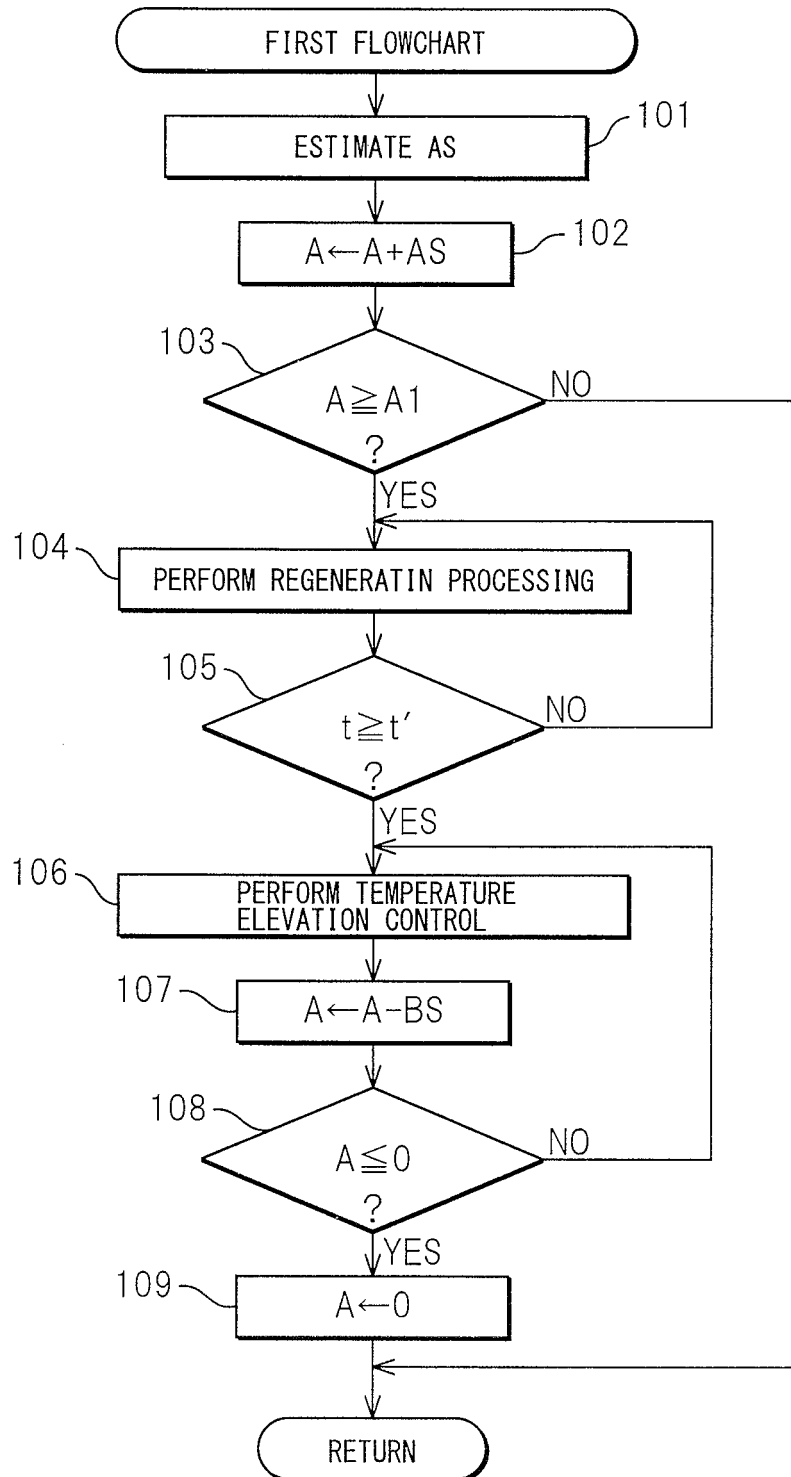 FIRST FLOWCHART
101
ESTIMATE AS
102
A←A+AS
103
A≧A1
?
NO
YES
104
PERFORM REGENERATIN PROCESSING
105
t≧t′
?
NO
YES
106
PERFORM TEMPERATURE
ELEVATION CONTROL
107
A←A-BS
108
A≦0
?
NO
YES
109
A←0
RETURN